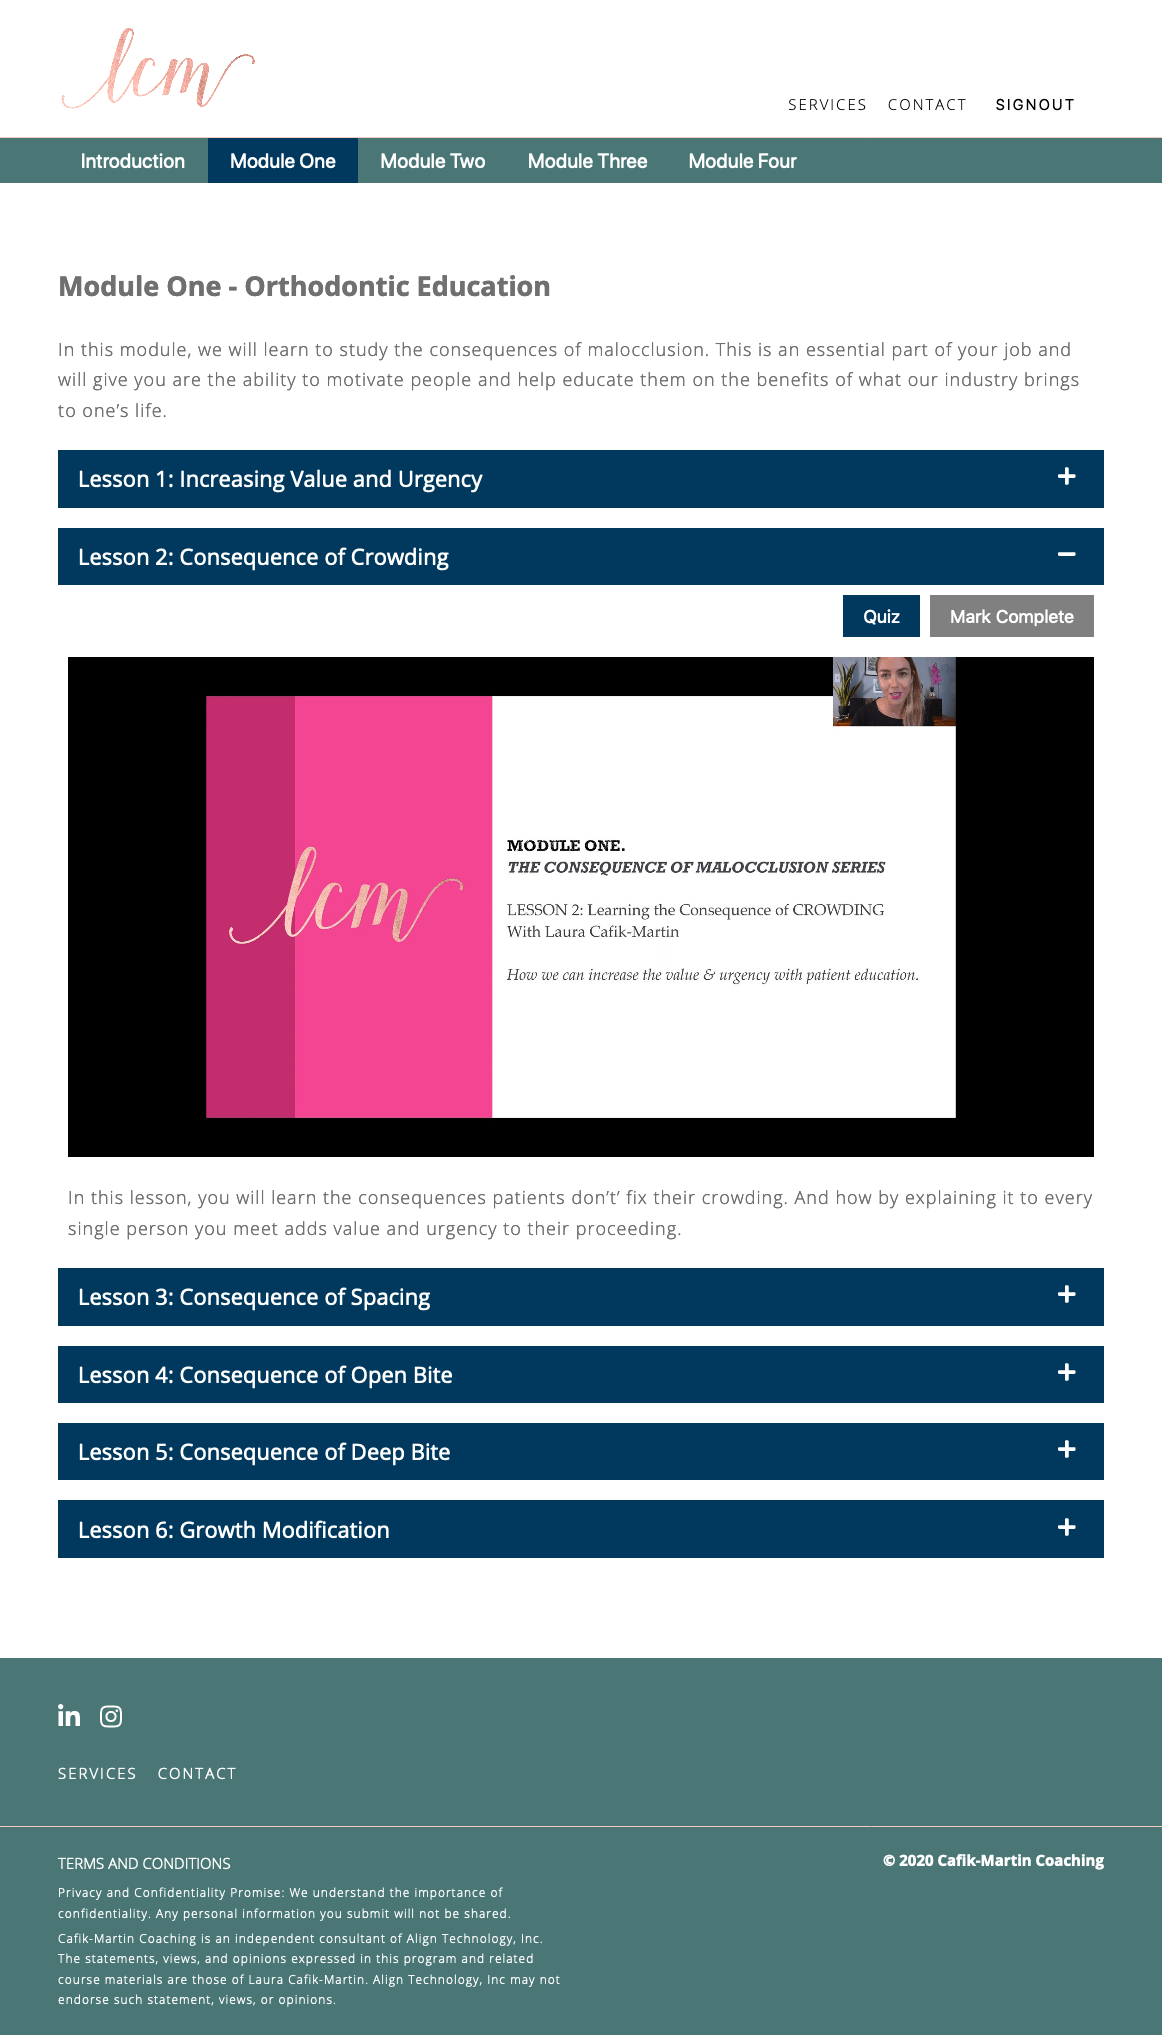 lcm
SERVICES CONTACT SIGNOUT
Introduction Module One Module Two Module Three Module Four
Module One - Orthodontic Education
In this module, we will learn to study the consequences of malocclusion. This is an essential part of your job and
will give you are the ability to motivate people and help educate them on the benefits of what our industry brings
to one’s life.
Lesson 1: Increasing Value and Urgency
Lesson 2: Consequence of Crowding
Quiz Mark Complete
MODULE ONE.
THE CONSEQUENCE OF MALOCCLUSION SERIES
lcm
LESSON 2: Learning the Consequence of CROWDING
With Laura Cafik-Martin
How we can increase the value & urgency with patient education.
In this lesson, you will learn the consequences patients don’t’ fix their crowding. And how by explaining it to every
single person you meet adds value and urgency to their proceeding.
Lesson 3: Consequence of Spacing
Lesson 4: Consequence of Open Bite
Lesson 5: Consequence of Deep Bite
Lesson 6: Growth Modification
in
SERVICES CONTACT
TERMS AND CONDITIONS
© 2020 Cafik-Martin Coaching
Privacy and Confidentiality Promise: We understand the importance of
confidentiality. Any personal information you submit will not be shared.
Cafik-Martin Coaching is an independent consultant of Align Technology, Inc.
The statements, views, and opinions expressed in this program and related
course materials are those of Laura Cafik-Martin. Align Technology, Inc may not
endorse such statement, views, or opinions.